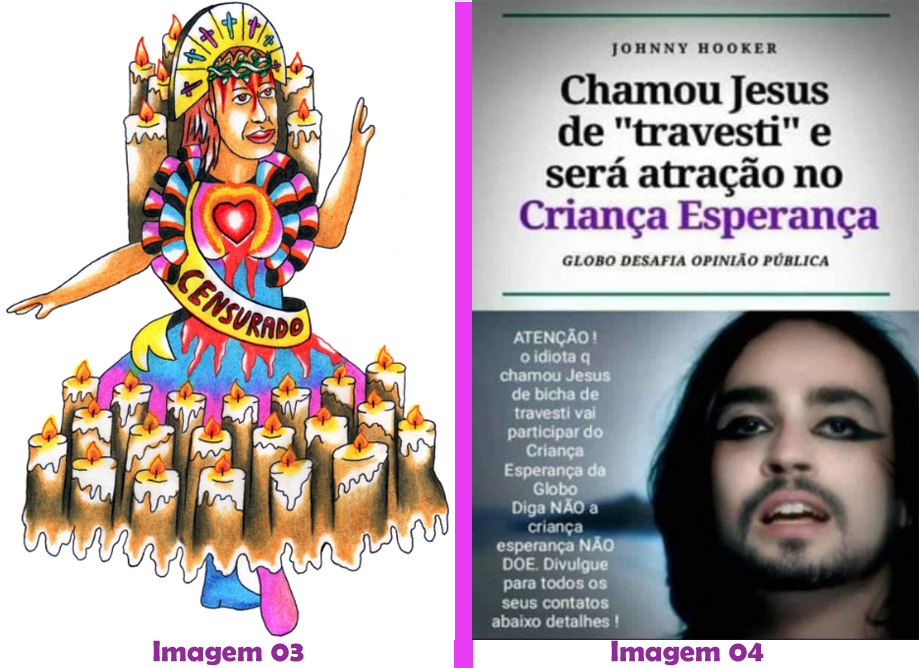 CENSURADO
Imagem 03
JOHNNY HOOKER
Chamou Jesus
de "travesti" e
será atração no
Criança Esperança
GLOBO DESAFIA OPINIÃO PÚBLICA
ATENÇÃO !
o idiota q
chamou Jesus
de bicha de
travesti vai
participar do
Criança
Esperança da
Globo
Diga NÃO a
criança
esperança NÃO
DOE. Divulgue
para todos os
seus contatos
abaixo detalhes !
Imagem 04